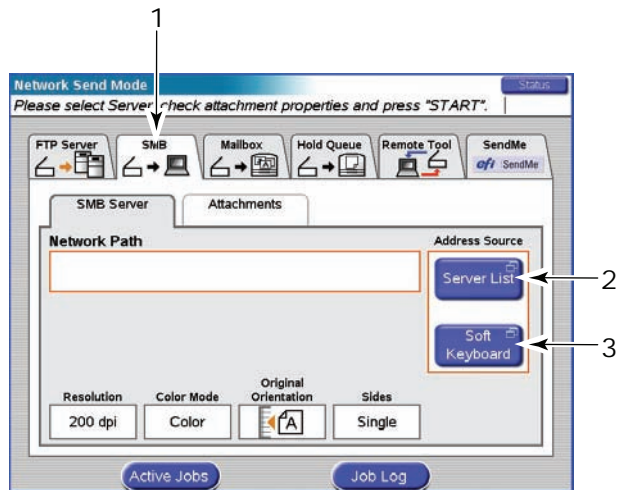 1
Network Send Mode
Status
Please select Server, check attachment properties and press "START".
FTP Server
SMB
Mailbox
Hold Queue
Remote Tool
SendMe
efi SendMe
SMB Server
Attachments
Network Path
Address Source
Server List
2
Soft
Keyboard
3
Resolution
Color Mode
Original
Orientation
Sides
200 dpi
Color
A
Single
Active Jobs
Job Log